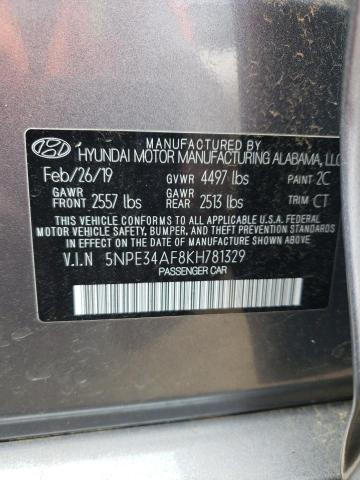 MANUFACTURED BY
HYUNDAI MOTOR MANUFACTURING ALABAMA, LLC
Feb/26/19 GVWR 4497 lbs PAINT 2C
GAWR FRONT 2557 lbs GAWR REAR 2513 lbs TRIM CT
THIS VEHICLE CONFORMS TO ALL APPLICABLE U.S. FEDERAL
MOTOR VEHICLE SAFETY, BUMPER, AND THEFT PREVENTION
STANDARDS IN EFFECT ON THE DATE OF MANUFACTURE SHOWN ABOVE.
V.I.N 5NPE34AF8KH781329
PASSENGER CAR